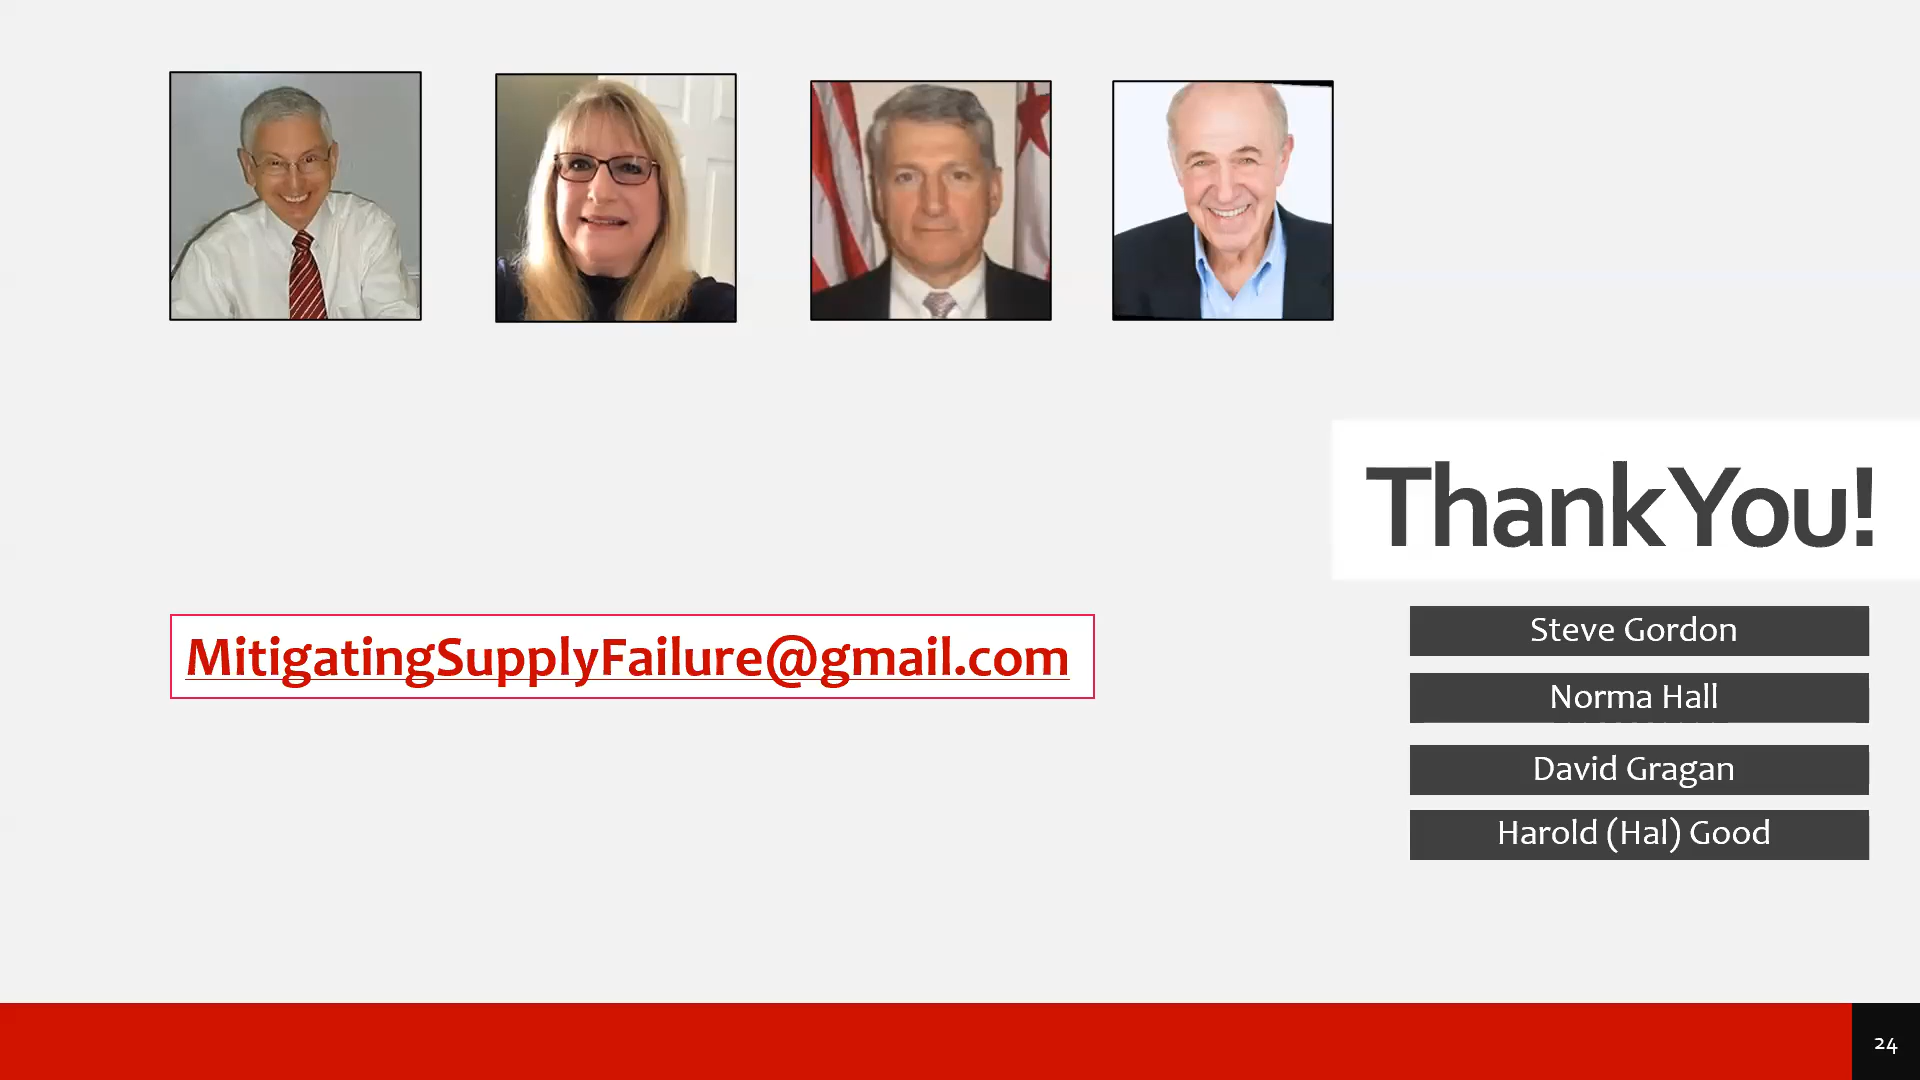 Thank You!
MitigatingSupplyFailure@gmail.com
Steve Gordon
Norma Hall
David Gragan
Harold (Hal) Good
24